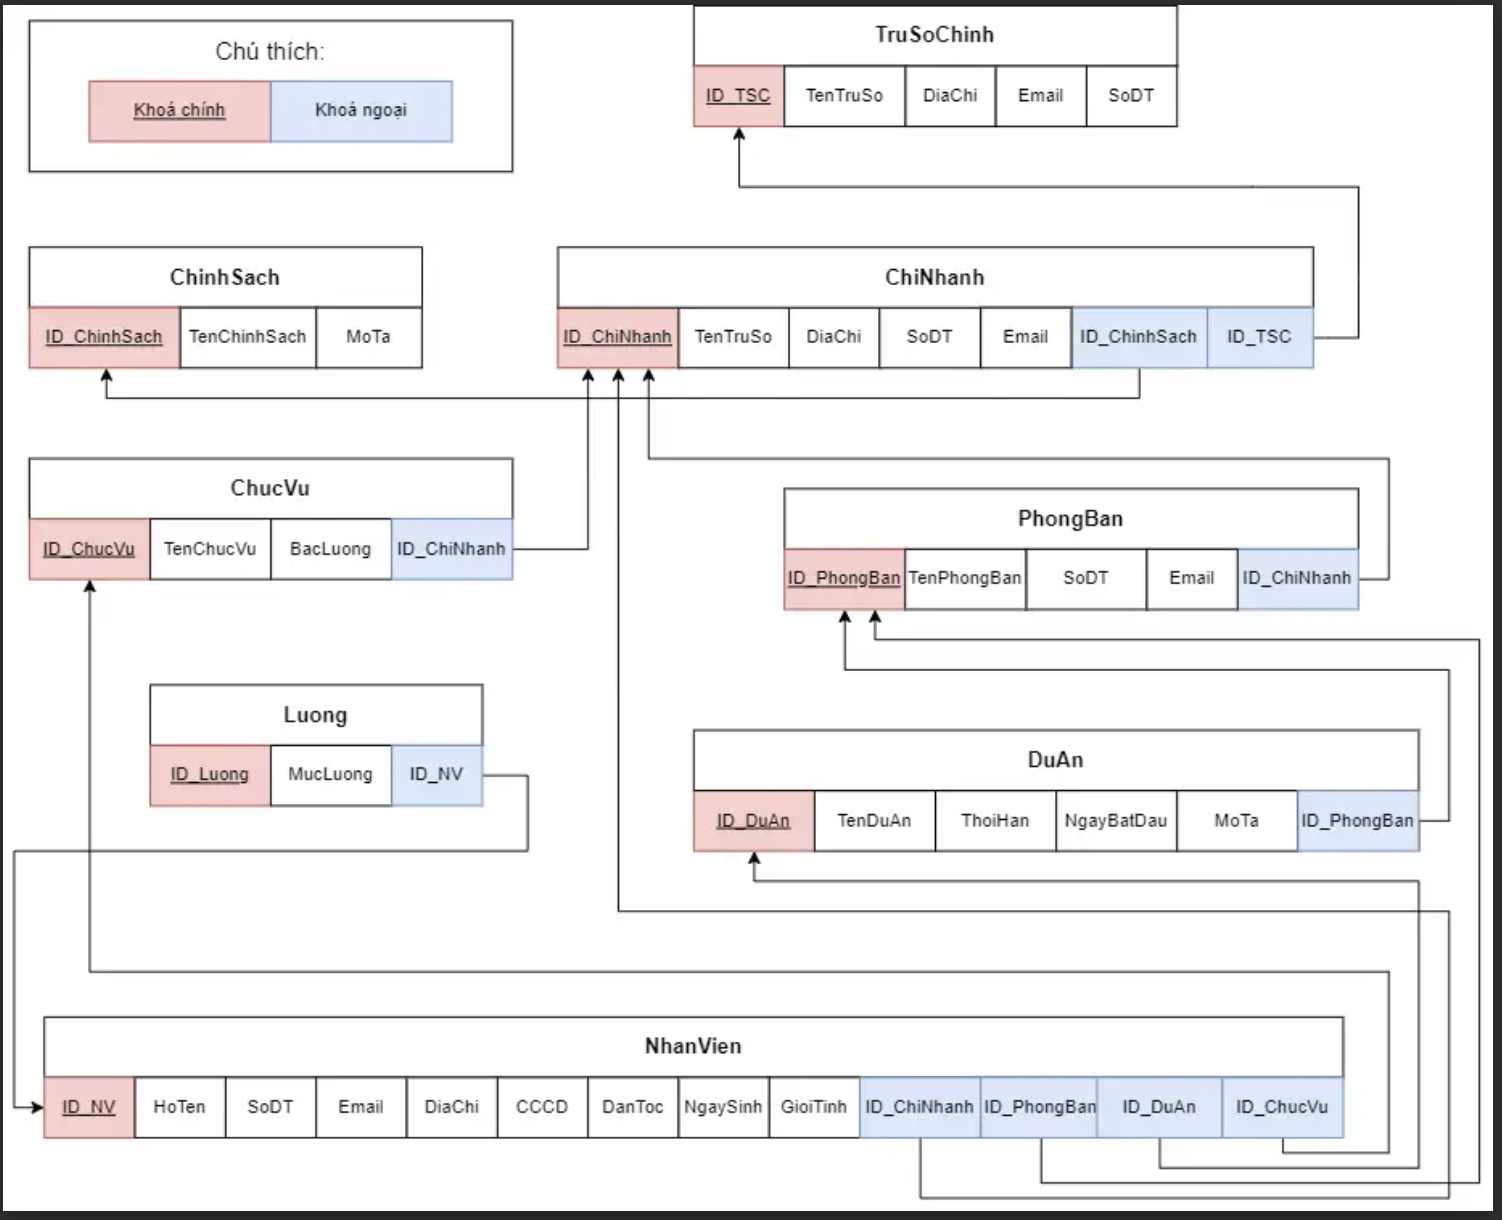 Chú thích:
Khoá chính Khoá ngoại
TruSoChinh
ID_TSC TenTruSo DiaChi Email SoDT
ChinhSach
ID_ChinhSach TenChinhSach MoTa
ChiNhanh
ID_ChiNhanh TenTruSo DiaChi SoDT Email ID_ChinhSach ID_TSC
ChucVu
ID_ChucVu TenChucVu BacLuong ID_ChiNhanh
PhongBan
ID_PhongBan TenPhongBan SoDT Email ID_ChiNhanh
Luong
ID_Luong MucLuong ID_NV
DuAn
ID_DuAn TenDuAn ThoiHan NgayBatDau MoTa ID_PhongBan
NhanVien
ID_NV HoTen SoDT Email DiaChi CCCD DanToc NgaySinh GioiTinh ID_ChiNhanh ID_PhongBan ID_DuAn ID_ChucVu